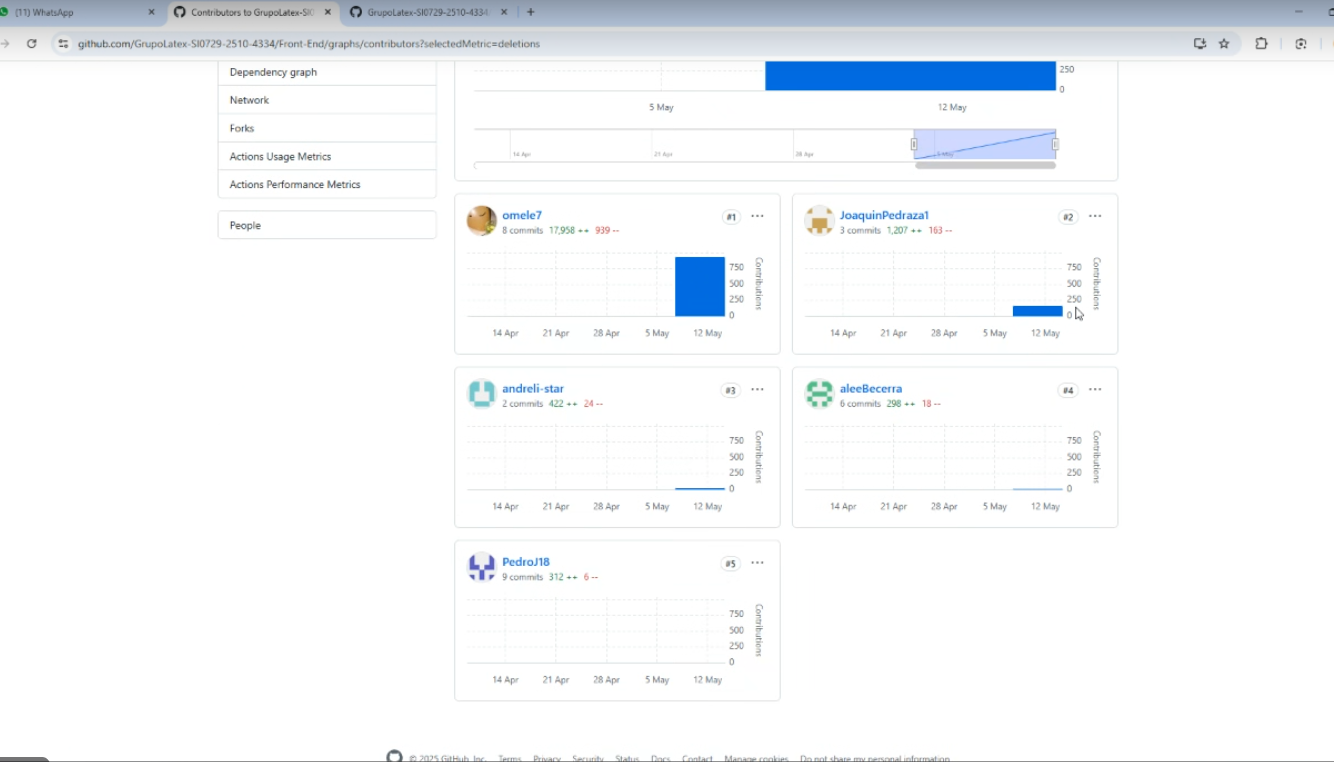 (11) WhatsApp
Contributors to GrupoLatex-SI0
GrupoLatex-SI0729-2510-4334
github.com/GrupoLatex-SI0729-2510-4334/Front-End/graphs/contributors?selectedMetric=deletions
Dependency graph
Network
Forks
Actions Usage Metrics
Actions Performance Metrics
People
250
0
5 May 12 May
14 Apr 21 Apr 28 Apr 5 May
omele7 #1
8 commits 17,958 ++ 939 --
750
500
250
0
Contributions
14 Apr 21 Apr 28 Apr 5 May 12 May
JoaquinPedraza1 #2
3 commits 1,207 ++ 163 --
750
500
250
0
Contributions
14 Apr 21 Apr 28 Apr 5 May 12 May
andreli-star #3
2 commits 422 ++ 24 --
750
500
250
0
Contributions
14 Apr 21 Apr 28 Apr 5 May 12 May
aleeBecerra #4
6 commits 298 ++ 18 --
750
500
250
0
Contributions
14 Apr 21 Apr 28 Apr 5 May 12 May
PedroJ18 #5
9 commits 312 ++ 6 --
750
500
250
0
Contributions
14 Apr 21 Apr 28 Apr 5 May 12 May
© 2025 GitHub, Inc. Terms Privacy Security Status Docs Contact Manage cookies Do not share my personal information